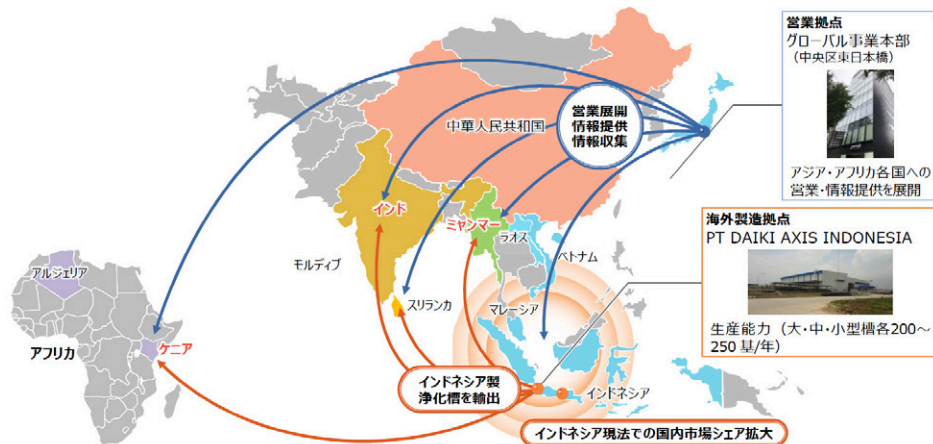 営業拠点
グローバル事業本部
（中央区東日本橋）
アジア・アフリカ各国への
営業・情報提供を展開
営業展開
情報提供
情報収集
中華人民共和国
海外製造拠点
PT DAIKI AXIS INDONESIA
生産能力（大・中・小型槽各200～
250基/年）
インド
ミャンマー
ラオス
ベトナム
モルディブ
スリランカ
マレーシア
アルジェリア
アフリカ
ケニア
インドネシア製
浄化槽を輸出
インドネシア
インドネシア現法での国内市場シェア拡大